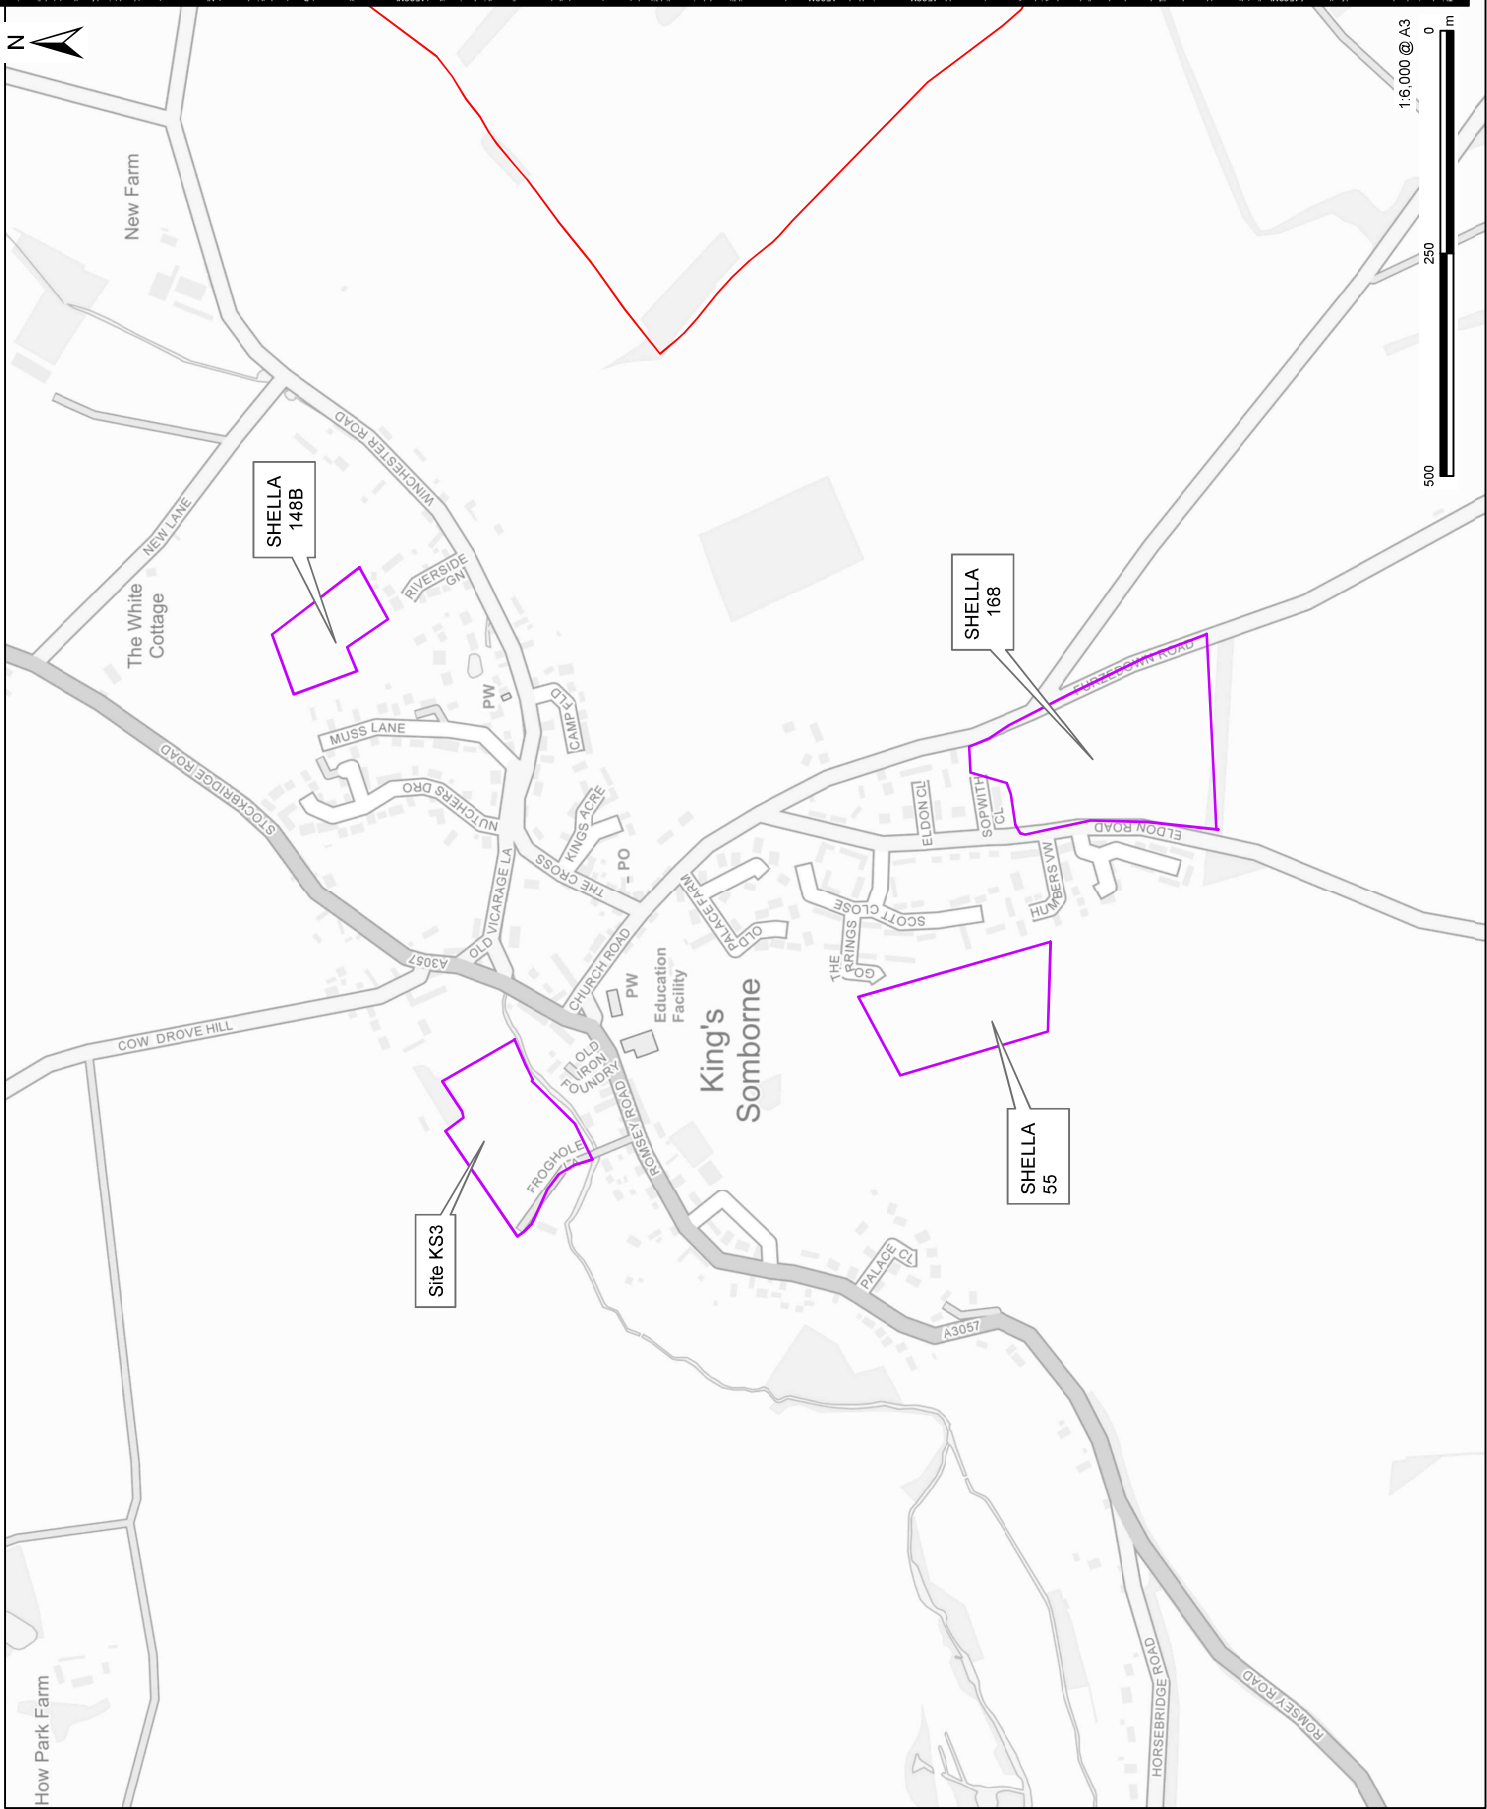 N
1:6,000 @ A3
0
250
500
m
New Farm
WINCHESTER ROAD
NEW LANE
SHELLA
148B
The White
Cottage
RIVERSIDE
GN
PW
MUSS LANE
CAMP FLD
STOCKBRIDGE ROAD
NUTCHERS DRO
KINGS ACRE
THE CROSS
PO
OLD VICARAGE LA
A3057
COW DROVE HILL
CHURCH ROAD
PW
Education
Facility
OLD
IRON
FOUNDRY
King's
Somborne
OLD
PALACE FARM
SHELLA
168
FURZEDOWN ROAD
ELDON CL
SOPWITH
CL
ELDON ROAD
HUMBERS VW
SCOTT CLOSE
THE
GORRINGS
SHELLA
55
FROGHOLE
LA
Site KS3
ROMSEY ROAD
PALACE
CL
A3057
HORSEBRIDGE ROAD
ROMSEY ROAD
How Park Farm